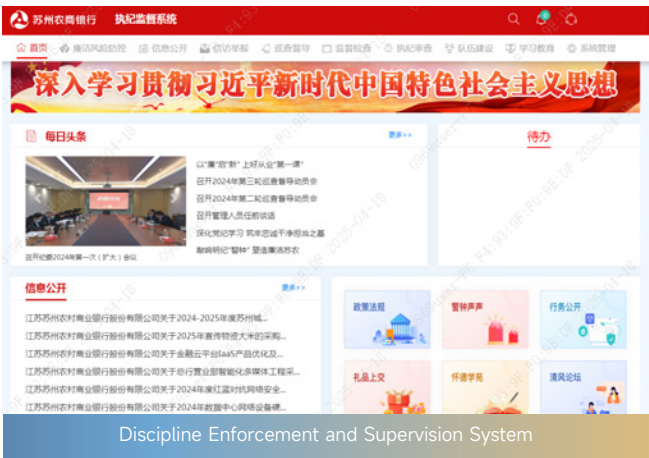 苏州农商银行 执纪监督系统
首页 廉洁风险防控 信息公开 信访举报 巡查督导 监督检查 执纪审查 队伍建设 学习教育 系统管理
深入学习贯彻习近平新时代中国特色社会主义思想
每日头条 更多>>
待办
以"廉"启"新" 上好从业"第一课"
召开2024年第三轮巡查督导动员会
召开2024年第二轮巡查督导动员会
召开管理人员任前谈话
深化党纪学习 筑牢忠诚干净担当之基
敲响明纪"警钟" 塑造廉洁苏农
召开纪委2024年第一次（扩大）会议
信息公开 更多>>
江苏苏州农村商业银行股份有限公司关于2024-2025年度苏州城...
江苏苏州农村商业银行股份有限公司关于2025年宣传物资大米的采购...
江苏苏州农村商业银行股份有限公司关于金融云平台IaaS产品优化及...
江苏苏州农村商业银行股份有限公司关于总行营业部智能化多媒体工程采...
江苏苏州农村商业银行股份有限公司关于2024年度红蓝对抗网络安全...
江苏苏州农村商业银行股份有限公司关于2024年数据中心网络设备硬...
政策法规 警钟声声 行务公开
礼品上交 怀德学苑 清风论坛
Discipline Enforcement and Supervision System